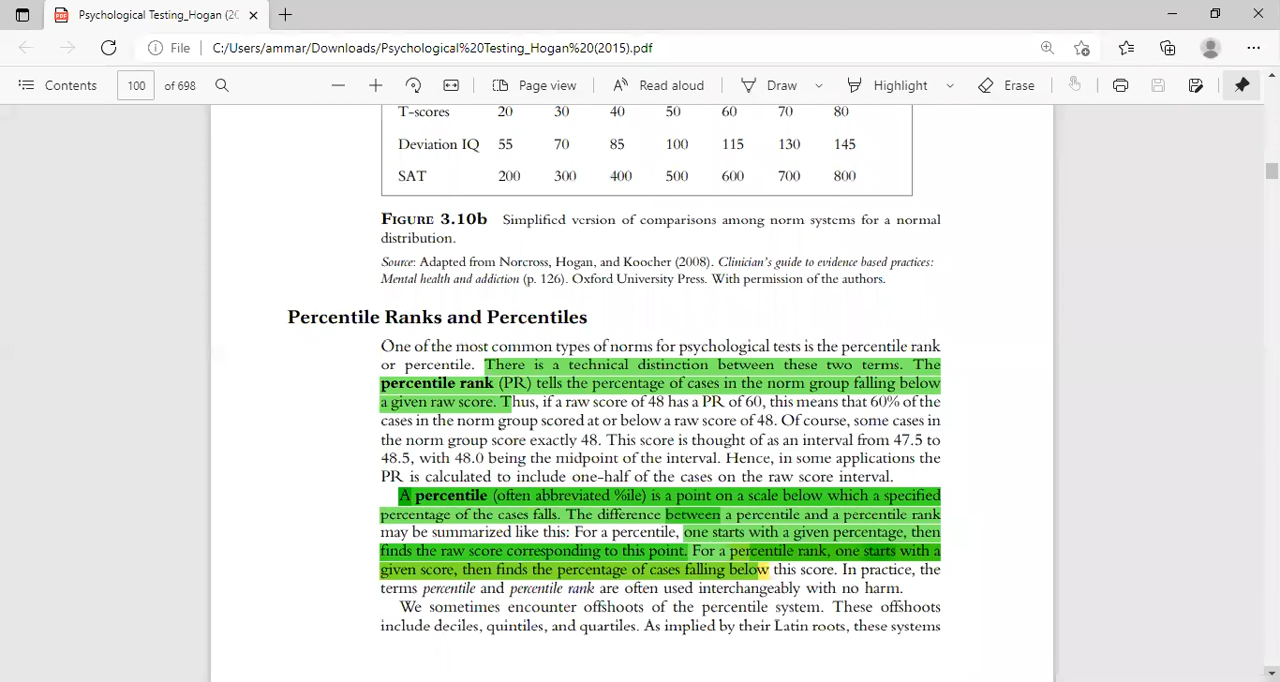 Psychological Testing_Hogan (20
File
C:/Users/ammar/Downloads/Psychological%20Testing_Hogan%20(2015).pdf
Contents 100 of 698 Page view Read aloud Draw Highlight Erase
T-scores 20 30 40 50 60 70 80
Deviation IQ 55 70 85 100 115 130 145
SAT 200 300 400 500 600 700 800
FIGURE 3.10b Simplified version of comparisons among norm systems for a normal
distribution.
Source: Adapted from Norcross, Hogan, and Koocher (2008). Clinician's guide to evidence based practices:
Mental health and addiction (p. 126). Oxford University Press. With permission of the authors.
Percentile Ranks and Percentiles
One of the most common types of norms for psychological tests is the percentile rank
or percentile. There is a technical distinction between these two terms. The
percentile rank (PR) tells the percentage of cases in the norm group falling below
a given raw score. Thus, if a raw score of 48 has a PR of 60, this means that 60% of the
cases in the norm group scored at or below a raw score of 48. Of course, some cases in
the norm group score exactly 48. This score is thought of as an interval from 47.5 to
48.5, with 48.0 being the midpoint of the interval. Hence, in some applications the
PR is calculated to include one-half of the cases on the raw score interval.
A percentile (often abbreviated %ile) is a point on a scale below which a specified
percentage of the cases falls. The difference between a percentile and a percentile rank
may be summarized like this: For a percentile, one starts with a given percentage, then
finds the raw score corresponding to this point. For a percentile rank, one starts with a
given score, then finds the percentage of cases falling below this score. In practice, the
terms percentile and percentile rank are often used interchangeably with no harm.
We sometimes encounter offshoots of the percentile system. These offshoots
include deciles, quintiles, and quartiles. As implied by their Latin roots, these systems